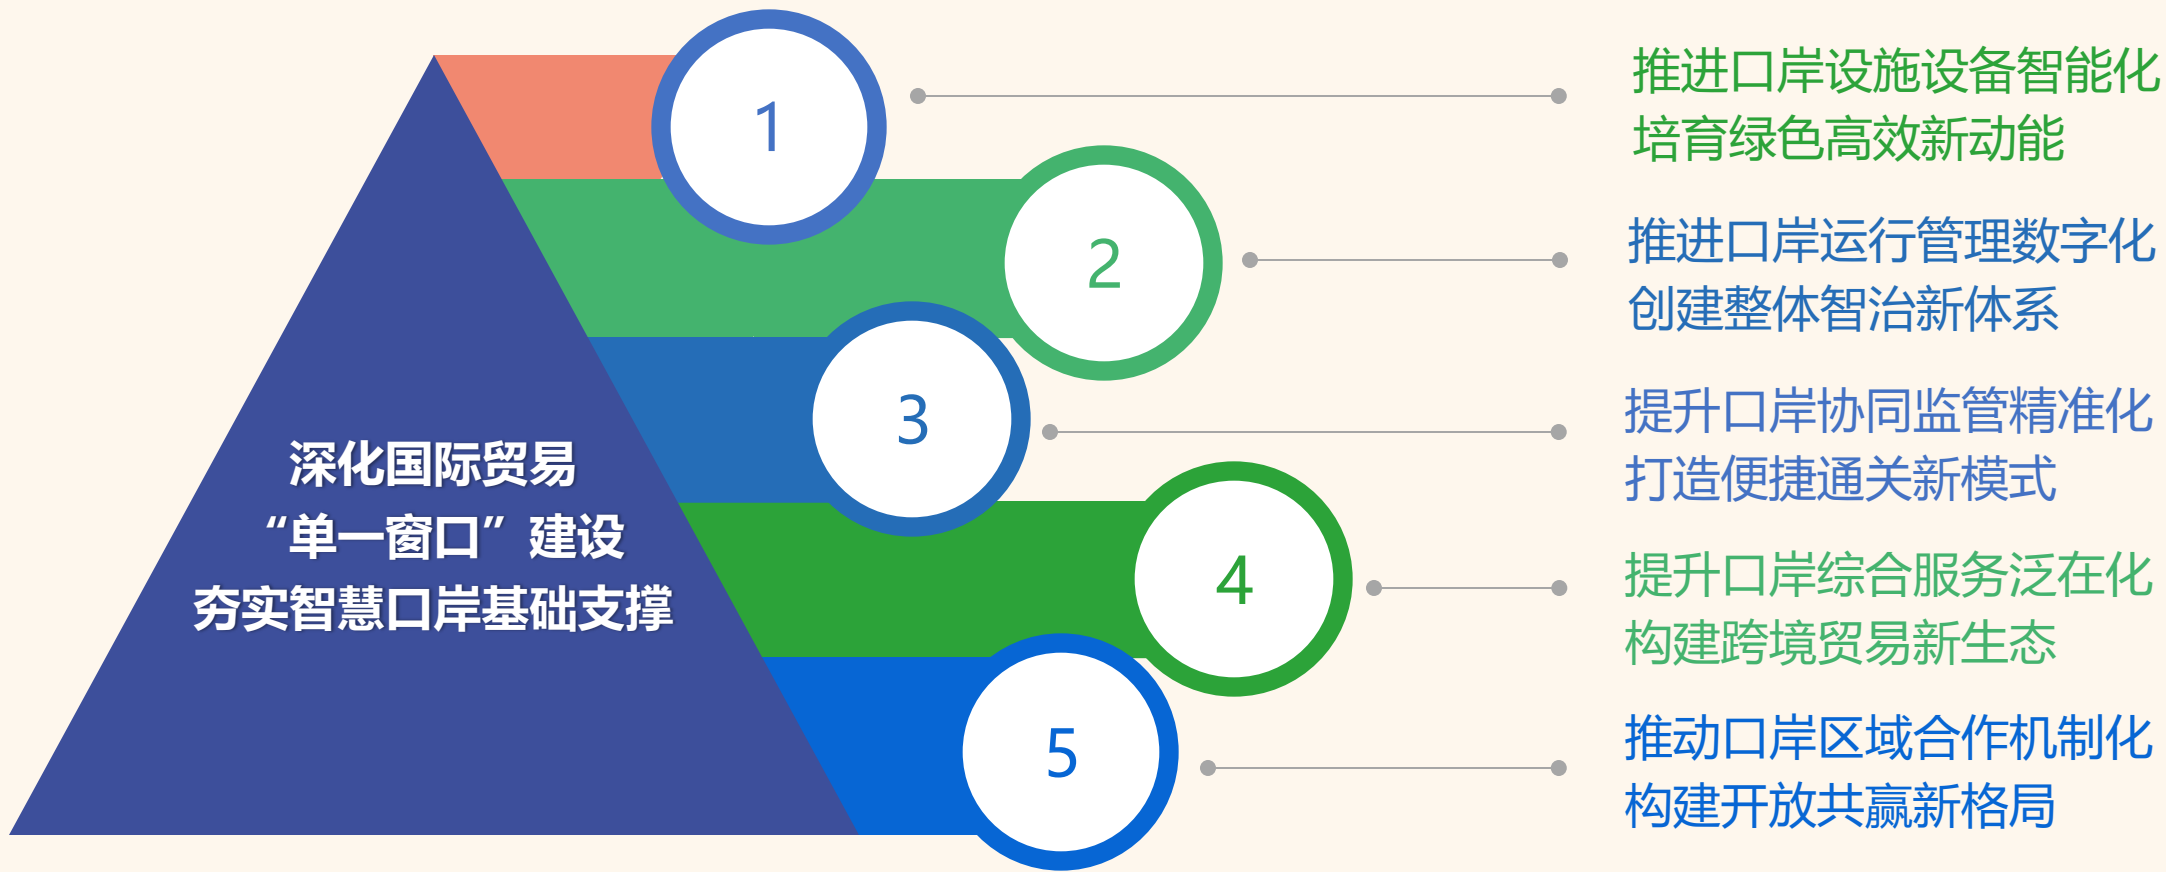 深化国际贸易
“单一窗口”建设
夯实智慧口岸基础支撑
1
推进口岸设施设备智能化
培育绿色高效新动能
2
推进口岸运行管理数字化
创建整体智治新体系
3
提升口岸协同监管精准化
打造便捷通关新模式
4
提升口岸综合服务泛在化
构建跨境贸易新生态
5
推动口岸区域合作机制化
构建开放共赢新格局